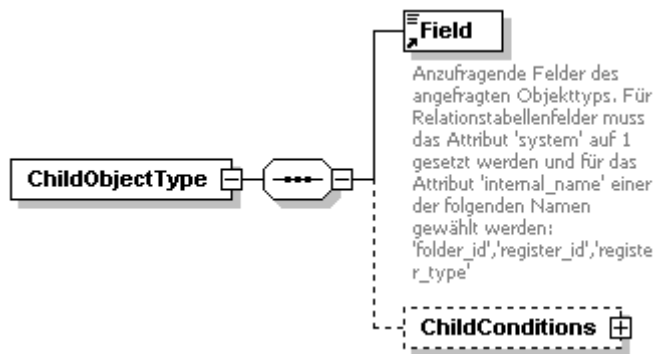 Field
Anzufragende Felder des
angefragten Objekttyps. Für
Relationstabellenfelder muss
das Attribut 'system' auf 1
gesetzt werden und für das
Attribut 'internal_name' einer
der folgenden Namen
gewählt werden:
'folder_id','register_id','registe
r_type'
ChildObjectType
ChildConditions